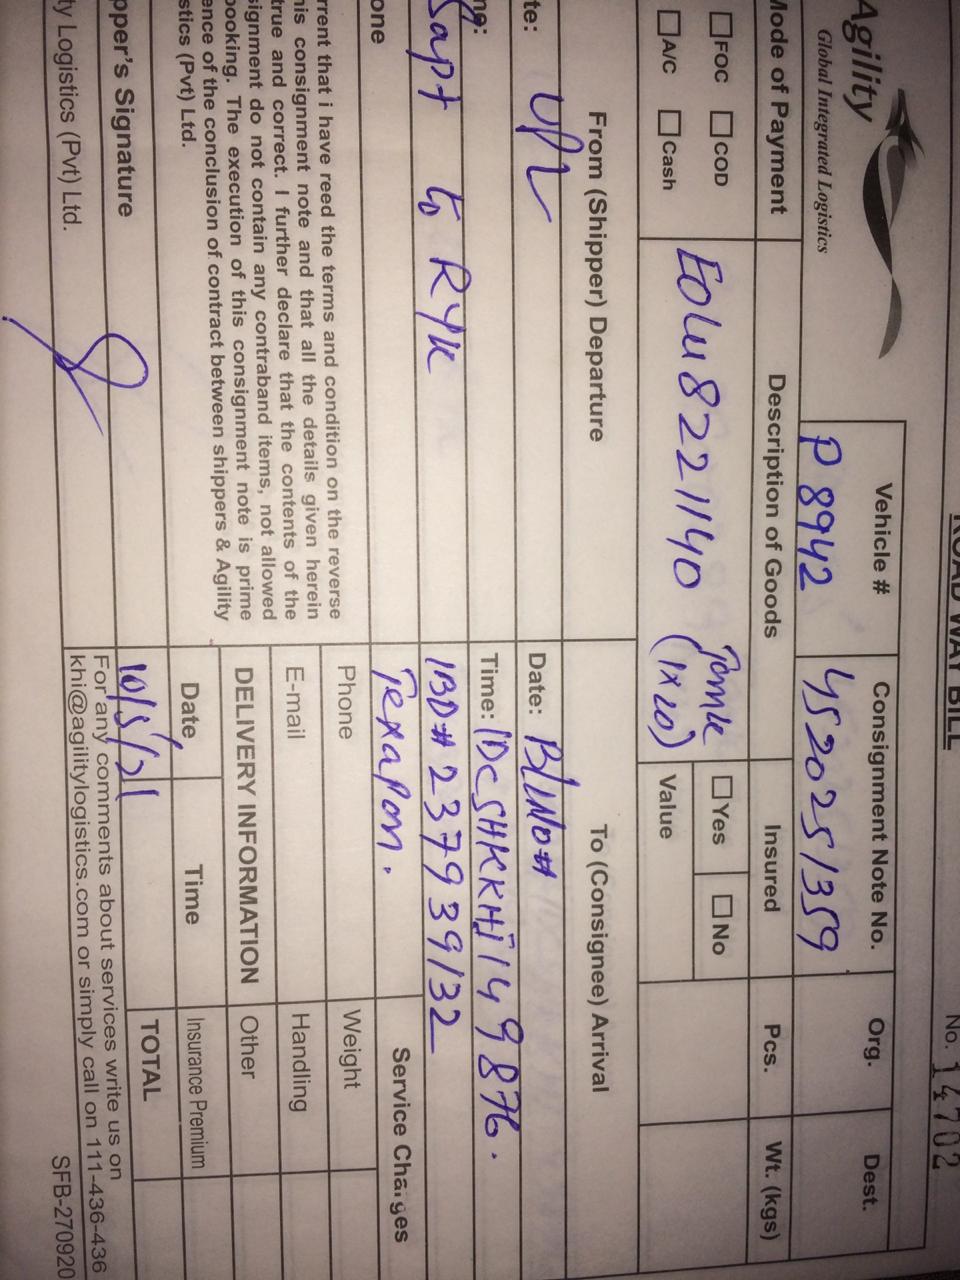 ROAD WAY BILL
No. 14702
Agility
Global Integrated Logistics
Vehicle #
P 8942
Consignment Note No.
4520251359
Org.
Dest.
Mode of Payment
Description of Goods
Insured
Pcs.
Wt. (kgs)
FOC
COD
A/C
Cash
EOLU8221140
(1x20)
Yes
No
Value
From (Shipper) Departure
To (Consignee) Arrival
te: UPL
Date: B/L No#
me:
Time: IDCSHKKHI149876.
Sapt to RYK
IBD# 237939/32
one
Texapon.
Service Charges
Phone
Weight
E-mail
Handling
rrent that i have reed the terms and condition on the reverse
his consignment note and that all the details given herein
true and correct. I further declare that the contents of the
signment do not contain any contraband items, not allowed
booking. The execution of this consignment note is prime
ence of the conclusion of contract between shippers & Agility
stics (Pvt) Ltd.
DELIVERY INFORMATION
Other
Date
Time
Insurance Premium
10/5/21
TOTAL
pper's Signature
ty Logistics (Pvt) Ltd.
For any comments about services write us on
khi@agilitylogistics.com or simply call on 111-436-436
SFB-270920